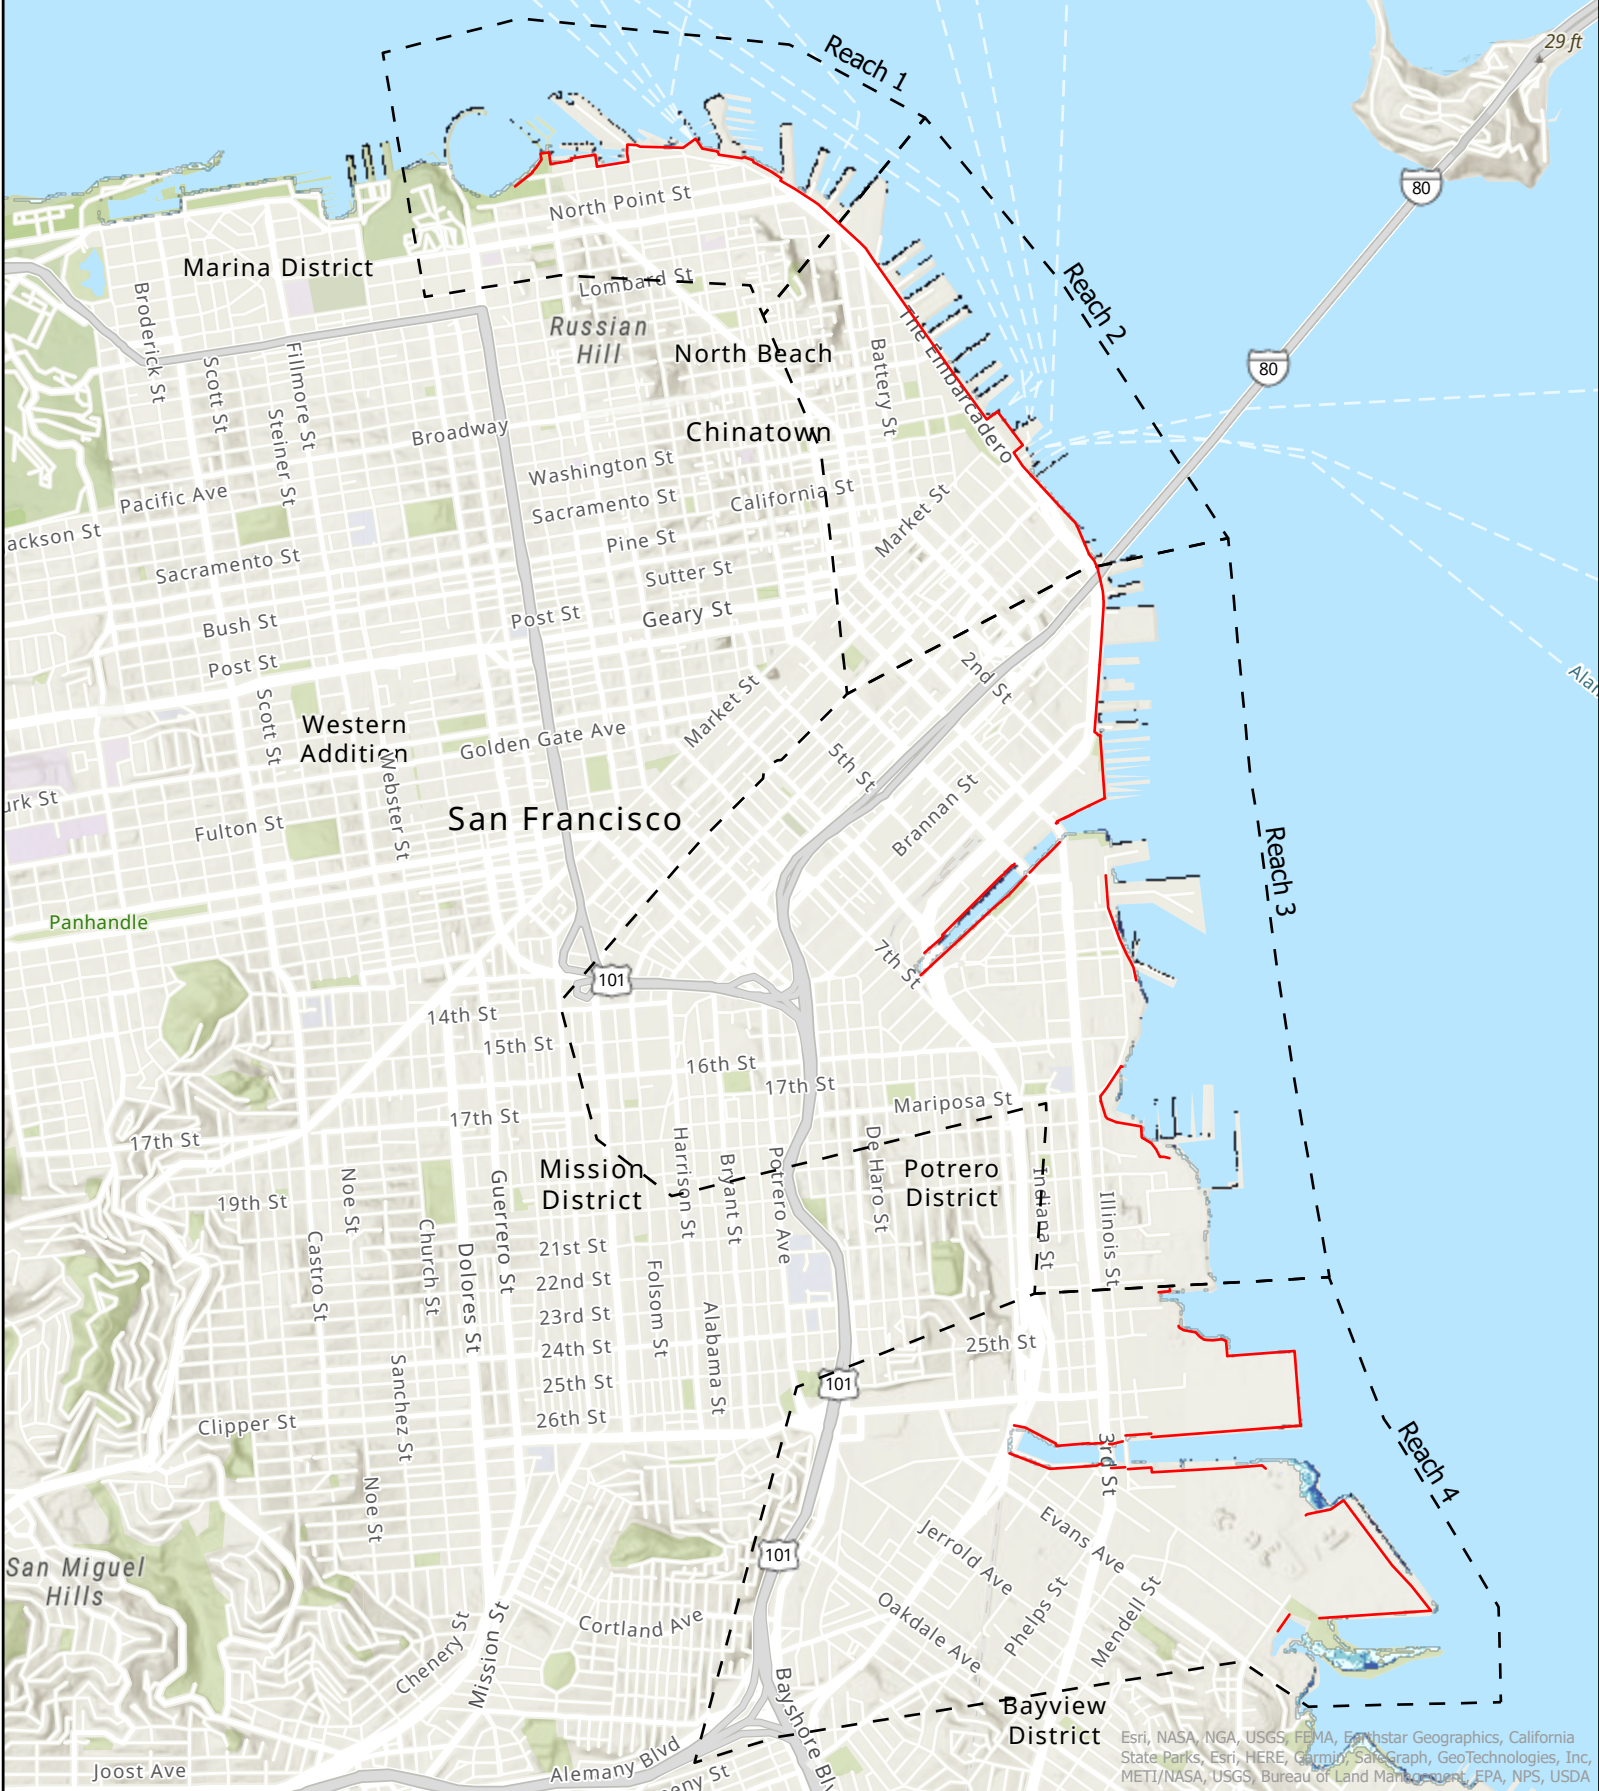 29 ft
Reach 1
80
North Point St
Marina District
Lombard St
Reach 2
Broderick St
Russian
Hill
North Beach
The Embarcadero
Battery St
Scott St
Fillmore St
80
Steiner St
Broadway
Chinatown
Washington St
Pacific Ave
Sacramento St
California St
Market St
ackson St
Pine St
Sacramento St
Sutter St
Bush St
Post St
Geary St
Post St
2nd St
Alan
Scott St
Western
Addition
Golden Gate Ave
Market St
5th St
Webster St
urk St
Fulton St
San Francisco
Brannan St
Reach 3
Panhandle
7th St
101
14th St
15th St
16th St
17th St
Mariposa St
17th St
17th St
Mission
District
Harrison St
Bryant St
Potrero Ave
De Haro St
Potrero
District
Indiana St
Illinois St
19th St
Noe St
Guerrero St
Castro St
Church St
Dolores St
21st St
22nd St
23rd St
24th St
25th St
26th St
Folsom St
Alabama St
25th St
101
Sanchez St
Clipper St
3rd St
Reach 4
Noe St
Evans Ave
Jerrold Ave
101
San Miguel
Hills
Oakdale Ave
Phelps St
Mendell St
Cortland Ave
Chenery St
Mission St
Bayshore Blv
Bayview
District
Alemany Blvd
eny St
Joost Ave
Esri, NASA, NGA, USGS, FEMA, Earthstar Geographics, California
State Parks, Esri, HERE, Garmin, SafeGraph, GeoTechnologies, Inc,
METI/NASA, USGS, Bureau of Land Management, EPA, NPS, USDA